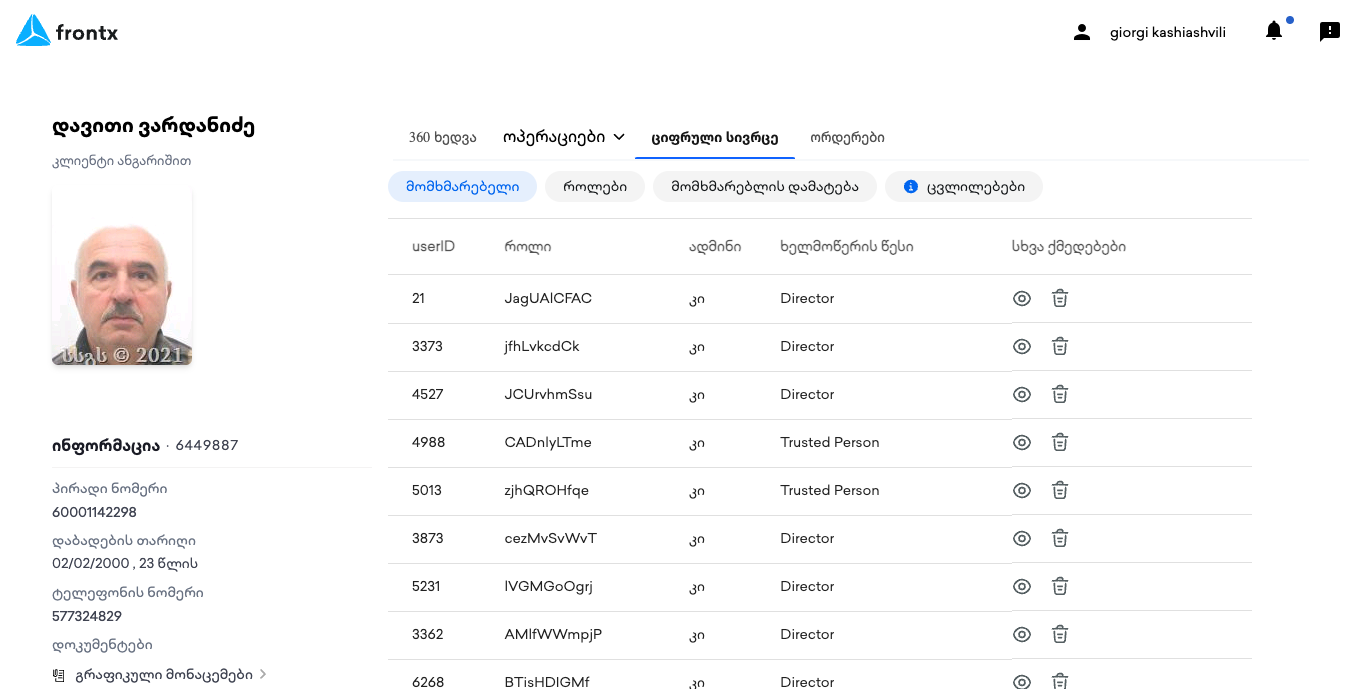 frontx
giorgi kashiashvili
დავითი ვარდანიძე
კლიენტი ანგარიშით
სსგს © 2021
ინფორმაცია · 6449887
პირადი ნომერი
60001142298
დაბადების თარიღი
02/02/2000 , 23 წლის
ტელეფონის ნომერი
577324829
დოკუმენტები
გრაფიკული მონაცემები
360 ხედვა ოპერაციები ციფრული სივრცე ორდერები
მომხმარებელი როლები მომხმარებლის დამატება ცვლილებები
userID როლი ადმინი ხელმოწერის წესი სხვა ქმედებები
21 JagUAlCFAC კი Director
3373 jfhLvkcdCk კი Director
4527 JCUrvhmSsu კი Director
4988 CADnlyLTme კი Trusted Person
5013 zjhQROHfqe კი Trusted Person
3873 cezMvSvWvT კი Director
5231 lVGMGoOgrj კი Director
3362 AMlfWWmpjP კი Director
6268 BTisHDIGMf კი Director